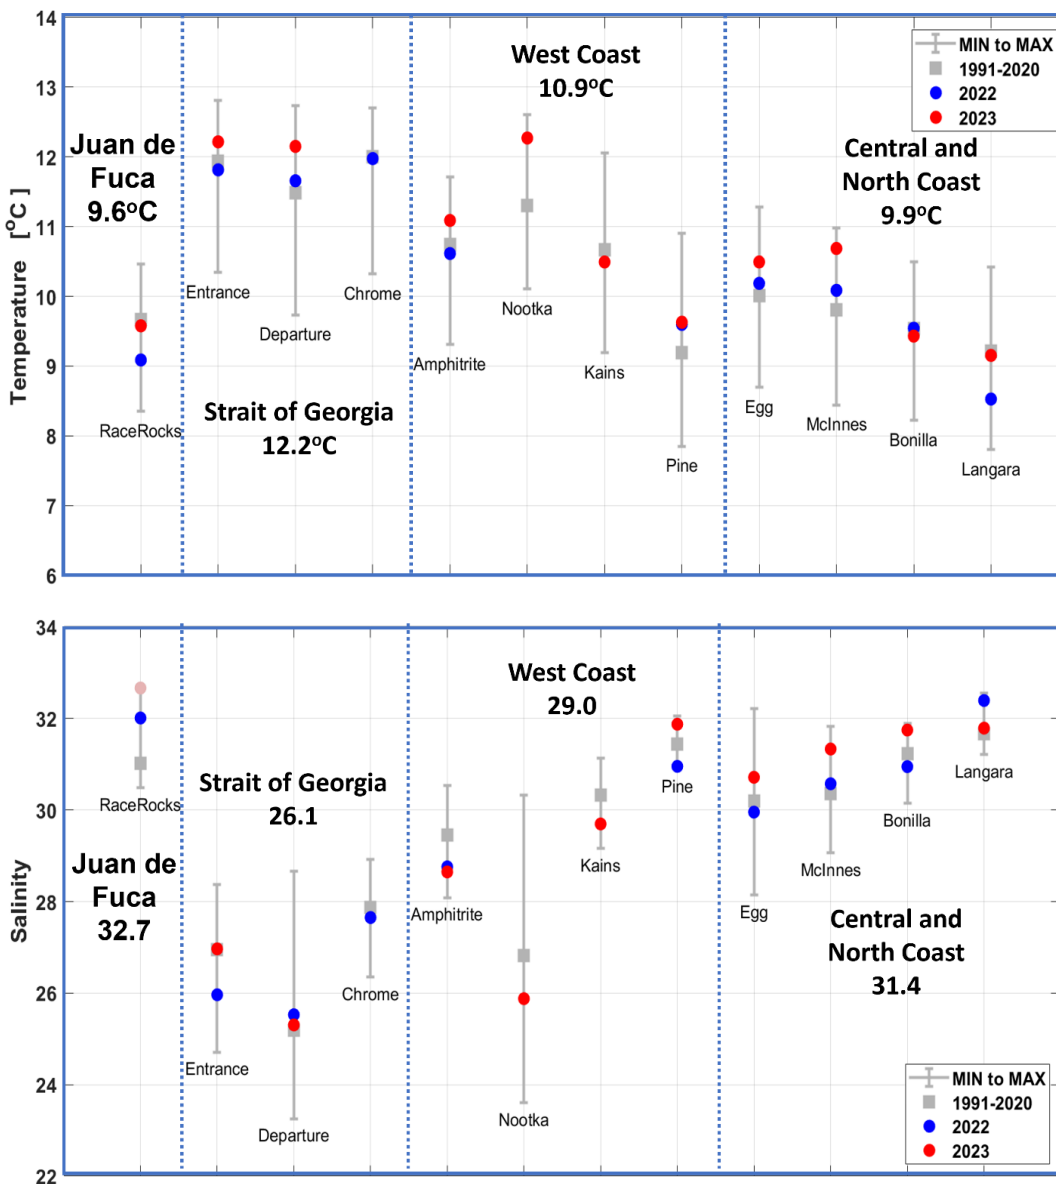 14
13
12
11
10
9
8
7
6
Temperature [°C]
Juan de
Fuca
9.6°C
RaceRocks
Entrance
Departure
Chrome
Strait of Georgia
12.2°C
West Coast
10.9°C
Amphitrite
Nootka
Kains
Pine
MIN to MAX
1991-2020
2022
2023
Central and
North Coast
9.9°C
Egg
McInnes
Bonilla
Langara
34
32
30
28
26
24
22
Salinity
RaceRocks
Juan de
Fuca
32.7
Strait of Georgia
26.1
Entrance
Departure
Chrome
West Coast
29.0
Amphitrite
Nootka
Kains
Pine
Egg
McInnes
Bonilla
Langara
Central and
North Coast
31.4
MIN to MAX
1991-2020
2022
2023